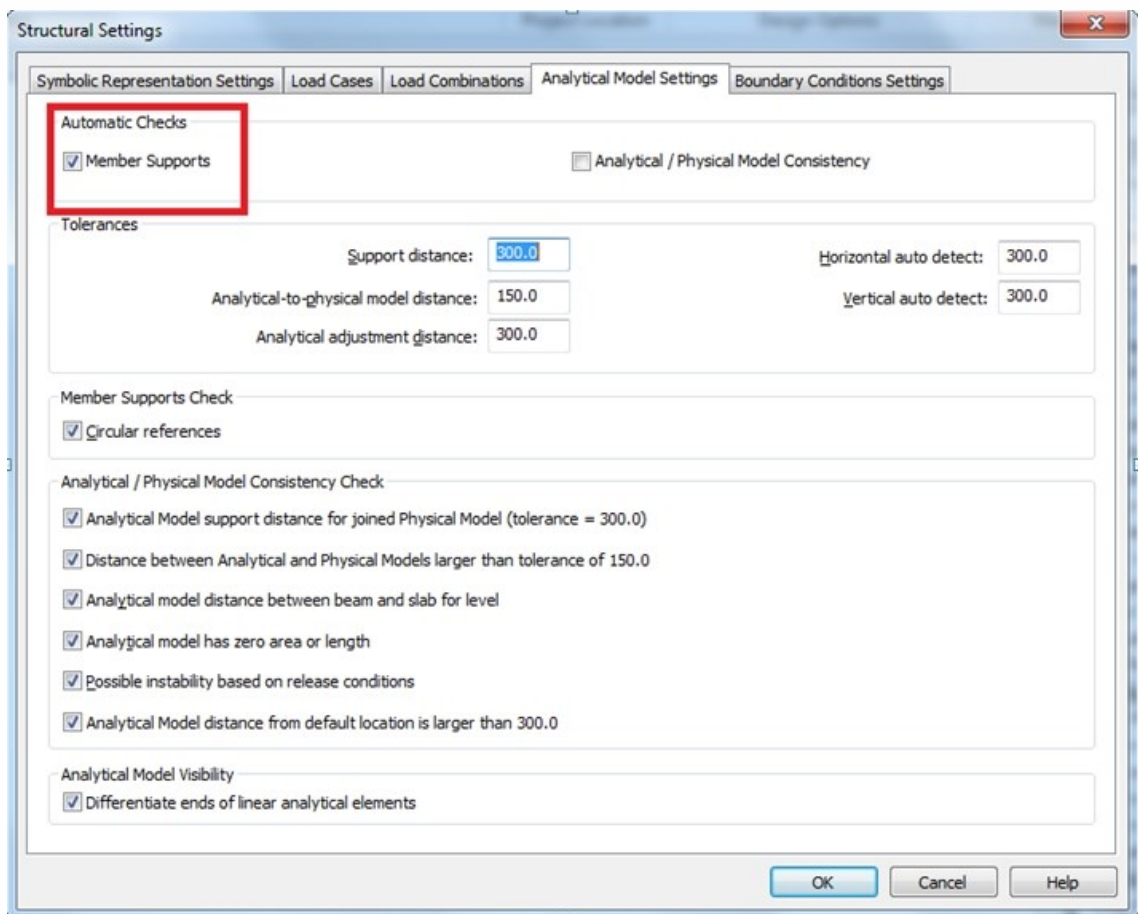 Project Location Design Options
Structural Settings
Symbolic Representation Settings Load Cases Load Combinations Analytical Model Settings Boundary Conditions Settings
Automatic Checks
Member Supports Analytical / Physical Model Consistency
Tolerances
Support distance: 300.0 Horizontal auto detect: 300.0
Analytical-to-physical model distance: 150.0 Vertical auto detect: 300.0
Analytical adjustment distance: 300.0
Member Supports Check
Circular references
Analytical / Physical Model Consistency Check
Analytical Model support distance for joined Physical Model (tolerance = 300.0)
Distance between Analytical and Physical Models larger than tolerance of 150.0
Analytical model distance between beam and slab for level
Analytical model has zero area or length
Possible instability based on release conditions
Analytical Model distance from default location is larger than 300.0
Analytical Model Visibility
Differentiate ends of linear analytical elements
OK Cancel Help